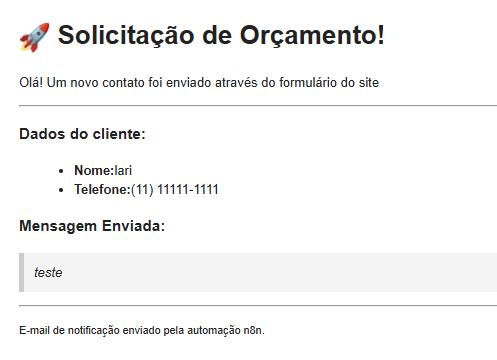 🚀 Solicitação de Orçamento!
Olá! Um novo contato foi enviado através do formulário do site
Dados do cliente:
• Nome:Iari
• Telefone:(11) 11111-1111
Mensagem Enviada:
teste
E-mail de notificação enviado pela automação n8n.